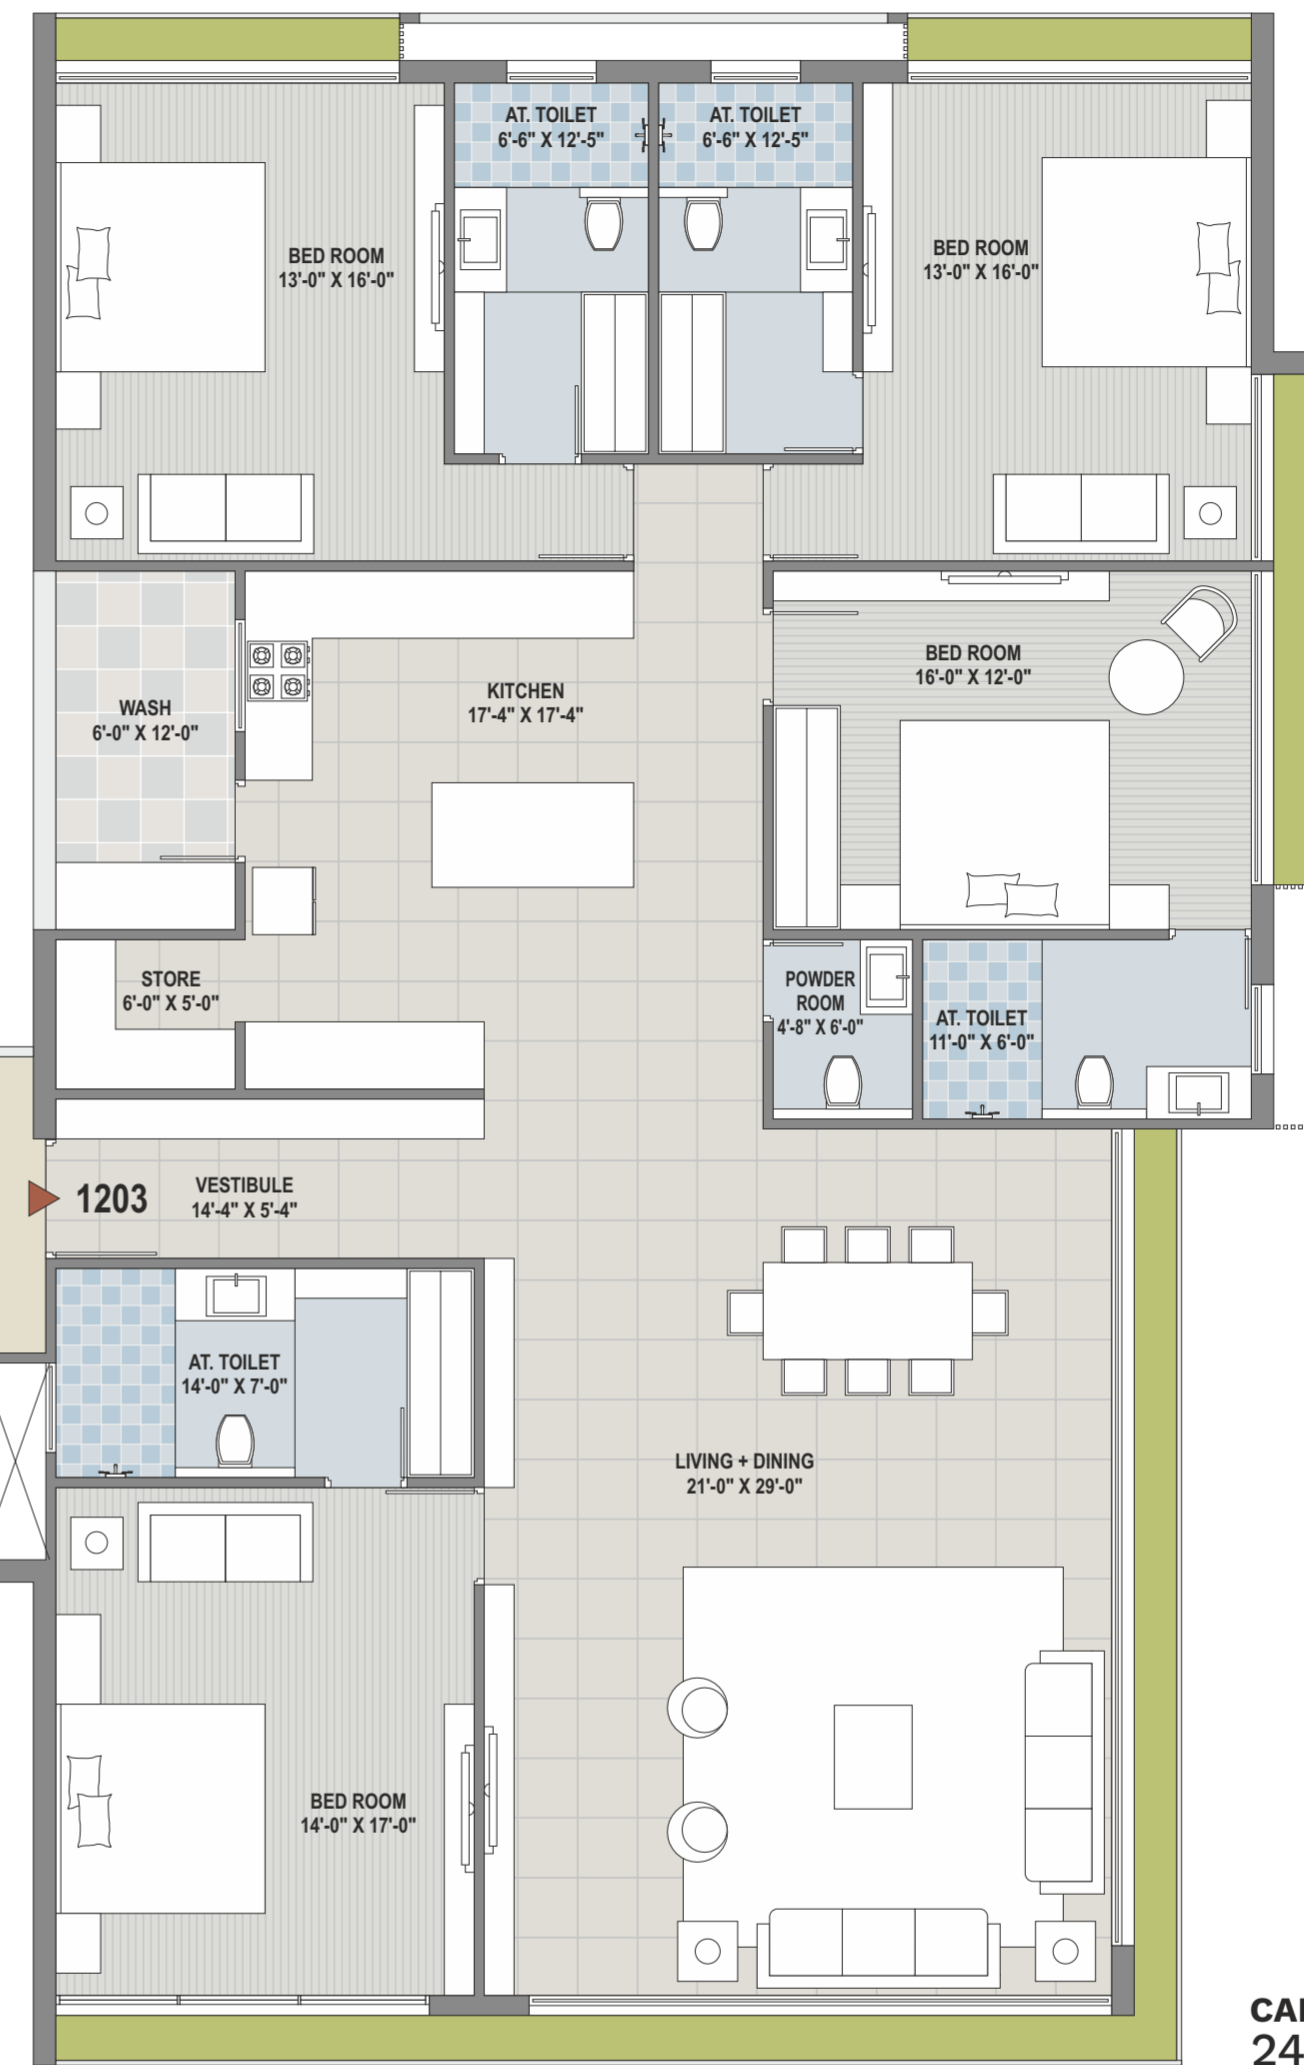 AT. TOILET
6'-6" X 12'-5"
AT. TOILET
6'-6" X 12'-5"
BED ROOM
13'-0" X 16'-0"
BED ROOM
13'-0" X 16'-0"
BED ROOM
16'-0" X 12'-0"
KITCHEN
17'-4" X 17'-4"
WASH
6'-0" X 12'-0"
STORE
6'-0" X 5'-0"
POWDER
ROOM
4'-8" X 6'-0"
AT. TOILET
11'-0" X 6'-0"
1203
VESTIBULE
14'-4" X 5'-4"
AT. TOILET
14'-0" X 7'-0"
LIVING + DINING
21'-0" X 29'-0"
BED ROOM
14'-0" X 17'-0"
24